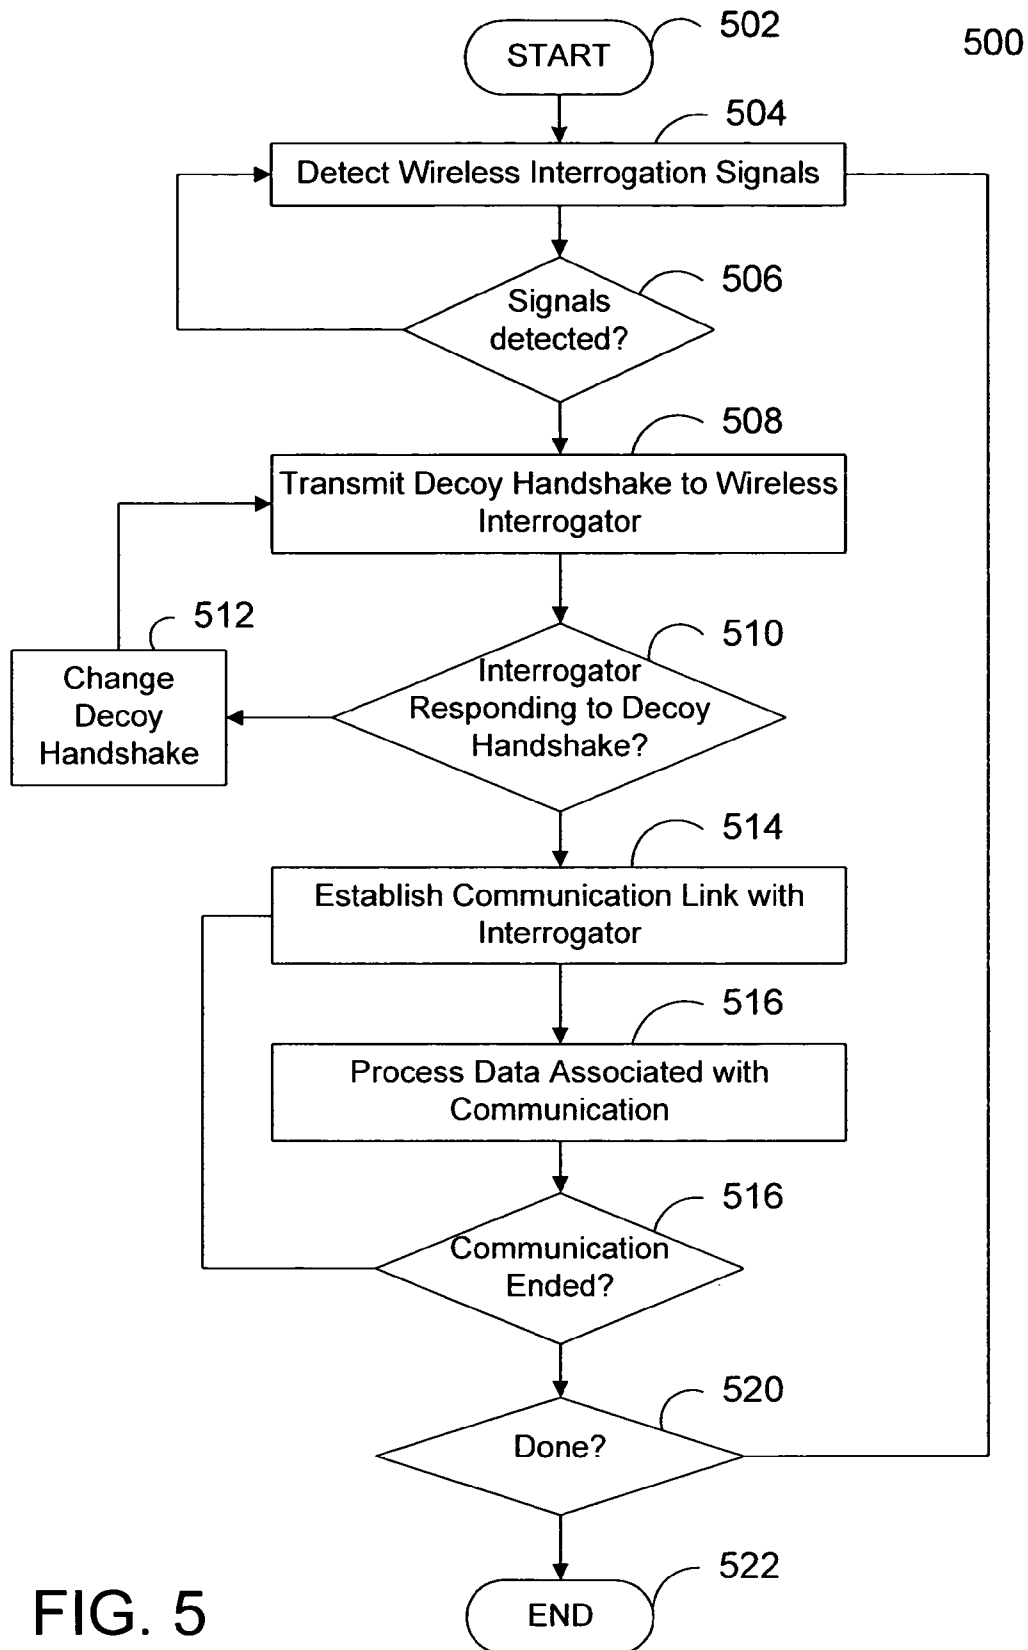 502
500
START
504
Detect Wireless Interrogation Signals
506
Signals
detected?
508
Transmit Decoy Handshake to Wireless
Interrogator
512
510
Change
Decoy
Handshake
Interrogator
Responding to Decoy
Handshake?
514
Establish Communication Link with
Interrogator
516
Process Data Associated with
Communication
516
Communication
Ended?
520
Done?
522
END
FIG. 5